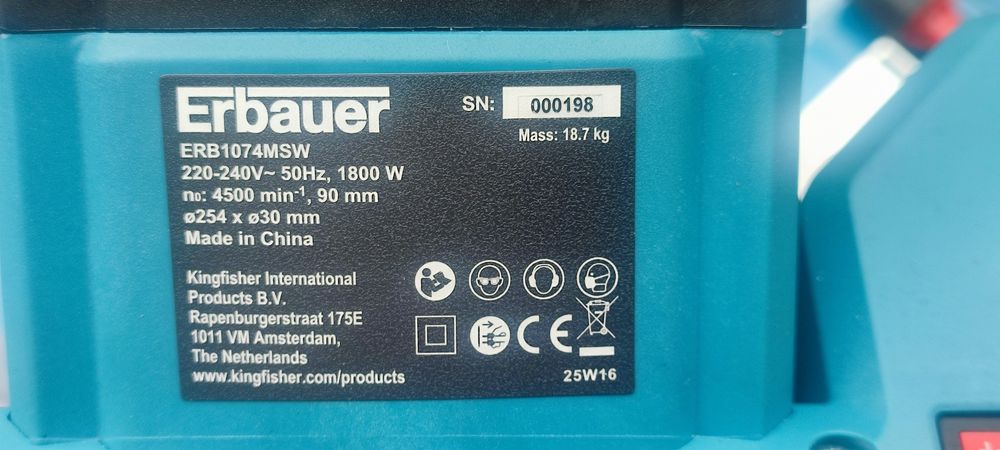 Erbauer
SN: 000198
Mass: 18.7 kg
ERB1074MSW
220-240V~ 50Hz, 1800 W
n₀: 4500 min⁻¹, 90 mm
ø254 x ø30 mm
Made in China
Kingfisher International
Products B.V.
Rapenburgerstraat 175E
1011 VM Amsterdam,
The Netherlands
www.kingfisher.com/products
CE
25W16